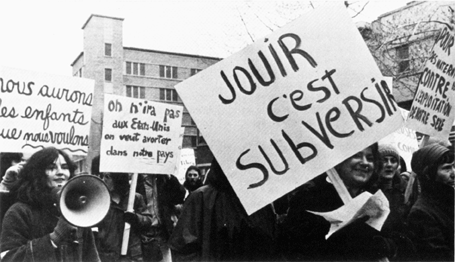 nous aurons
les enfants
que nous voulons
on n'ira pas
aux Etats-Unis
on veut avorter
dans notre
pays
JOUIR
c'EST
SUBVERSIF
CONTRE
L'EXPLOITATION